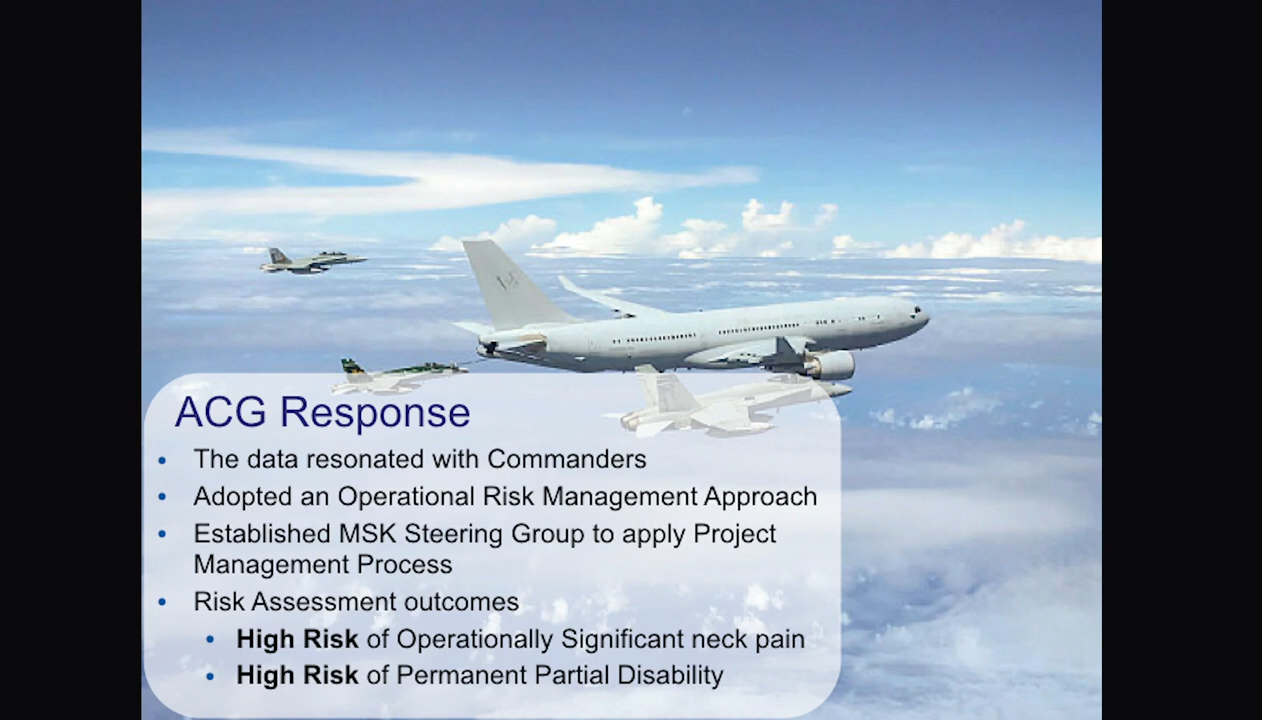 ACG Response
• The data resonated with Commanders
• Adopted an Operational Risk Management Approach
• Established MSK Steering Group to apply Project
Management Process
• Risk Assessment outcomes
• High Risk of Operationally Significant neck pain
• High Risk of Permanent Partial Disability